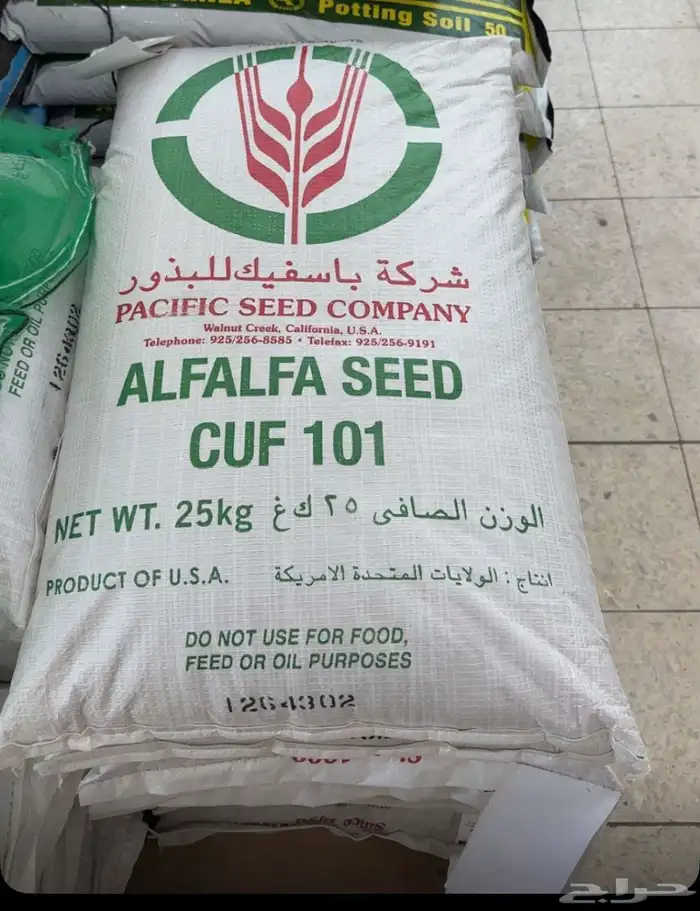 Potting Soil 50
شركة باسفيك للبذور
PACIFIC SEED COMPANY
Walnut Creek, California, U.S.A.
Telephone: 925/256-8585 • Telefax: 925/256-9191
ALFALFA SEED
CUF 101
NET WT. 25kg الوزن الصافى ٢٥ ك غ
PRODUCT OF U.S.A. انتاج : الولايات المتحدة الامريكة
DO NOT USE FOR FOOD,
FEED OR OIL PURPOSES
1264302
FEED OR OIL
1264302
حراج